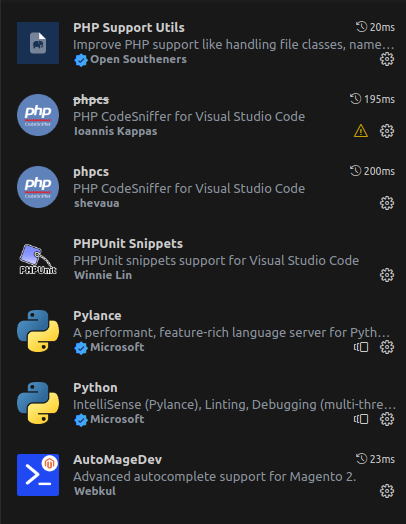 PHP Support Utils 20ms
Improve PHP support like handling file classes, name...
Open Southeners
php CODESNIFFER phpcs 195ms
PHP CodeSniffer for Visual Studio Code
Ioannis Kappas
php CODESNIFFER phpcs 200ms
PHP CodeSniffer for Visual Studio Code
shevaua
PHPUnit Snippets
PHPUnit PHPUnit snippets support for Visual Studio Code
Winnie Lin
Pylance
A performant, feature-rich language server for Pyth...
Microsoft
Python
IntelliSense (Pylance), Linting, Debugging (multi-thre...
Microsoft
AutoMageDev 23ms
Advanced autocomplete support for Magento 2.
Webkul